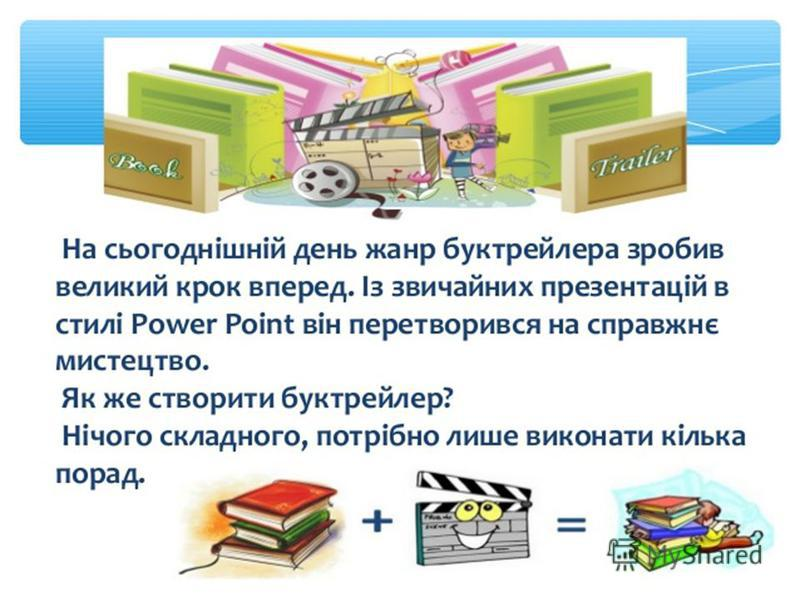 Book
Trailer
На сьогоднішній день жанр буктрейлера зробив
великий крок вперед. Із звичайних презентацій в
стилі Power Point він перетворився на справжнє
мистецтво.
Як же створити буктрейлер?
Нічого складного, потрібно лише виконати кілька
порад.
+
=
MyShared